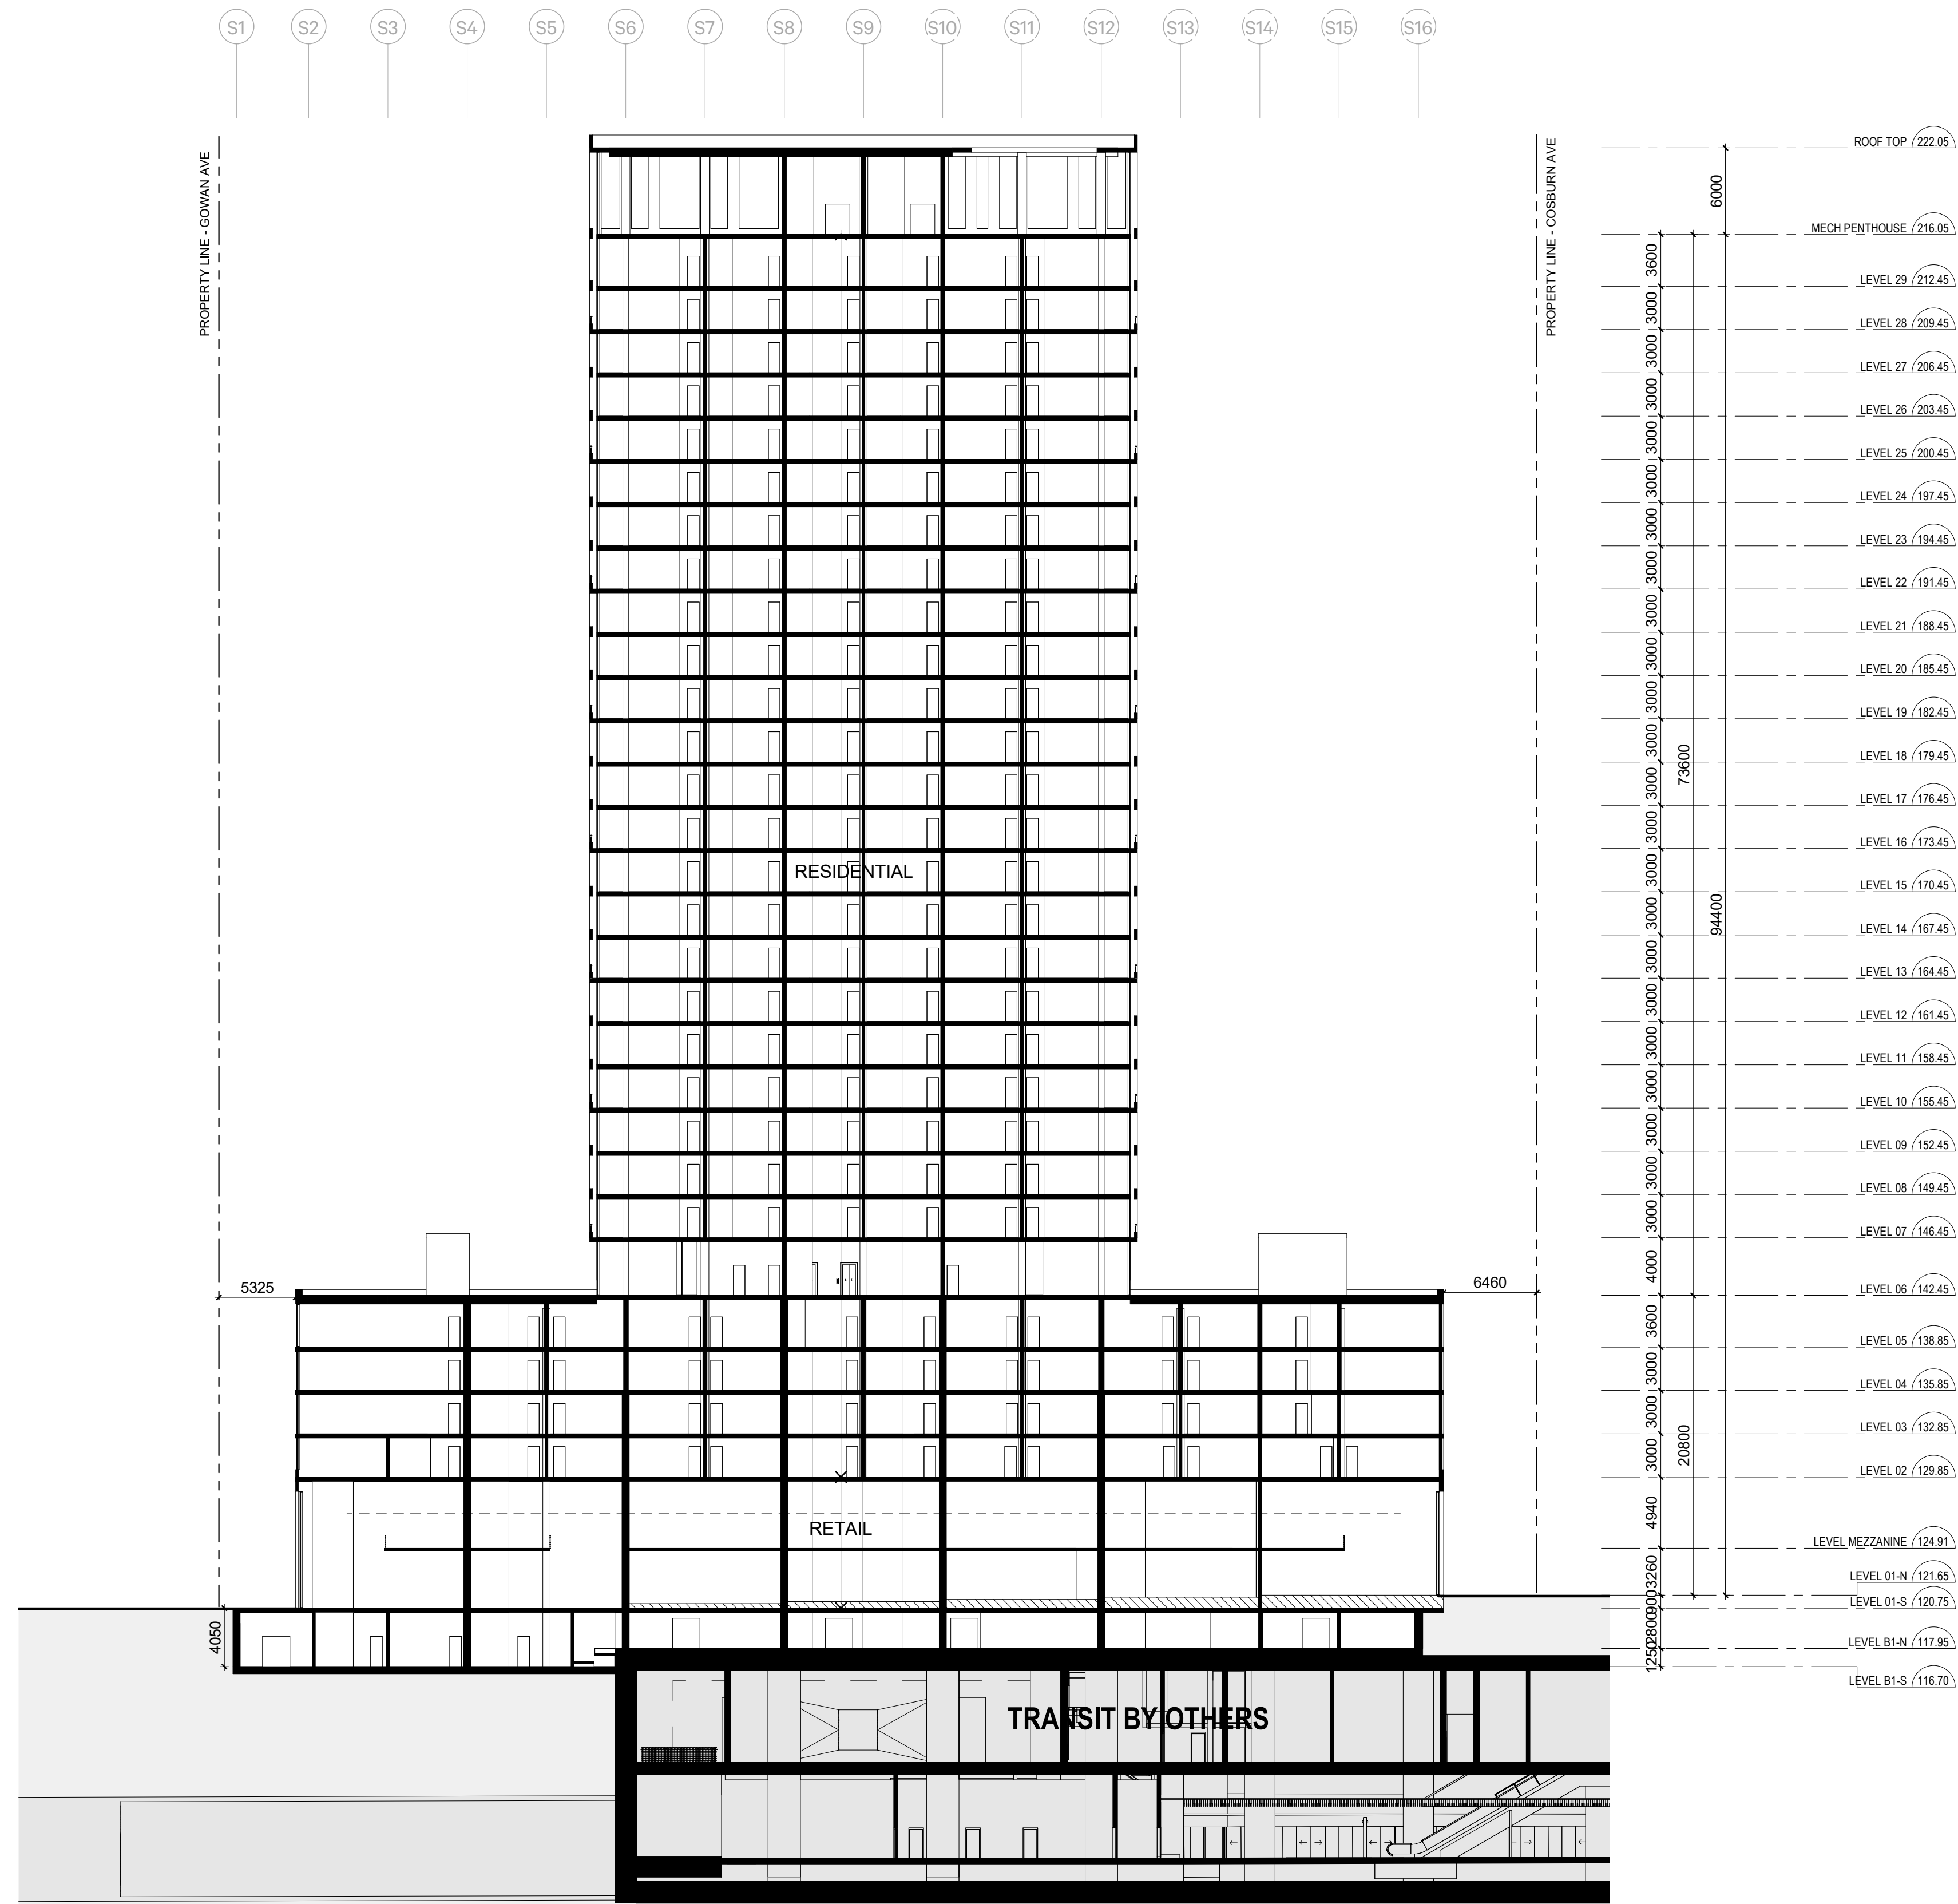 S1 S2 S3 S4 S5 S6 S7 S8 S9 S10 S11 S12 S13 S14 S15 S16
PROPERTY LINE - GOWAN AVE
PROPERTY LINE - COSBURN AVE
ROOF TOP 222.05
6000
MECH PENTHOUSE 216.05
3600
LEVEL 29 212.45
3000
LEVEL 28 209.45
3000
LEVEL 27 206.45
3000
LEVEL 26 203.45
3000
LEVEL 25 200.45
3000
LEVEL 24 197.45
3000
LEVEL 23 194.45
3000
LEVEL 22 191.45
3000
LEVEL 21 188.45
3000
LEVEL 20 185.45
3000
LEVEL 19 182.45
3000
LEVEL 18 179.45
73600
3000
LEVEL 17 176.45
3000
LEVEL 16 173.45
RESIDENTIAL
3000
LEVEL 15 170.45
94400
3000
LEVEL 14 167.45
3000
LEVEL 13 164.45
3000
LEVEL 12 161.45
3000
LEVEL 11 158.45
3000
LEVEL 10 155.45
3000
LEVEL 09 152.45
3000
LEVEL 08 149.45
3000
LEVEL 07 146.45
4000
5325
6460
LEVEL 06 142.45
3600
LEVEL 05 138.85
3000
LEVEL 04 135.85
3000
LEVEL 03 132.85
20800
3000
LEVEL 02 129.85
4940
RETAIL
LEVEL MEZZANINE 124.91
3260
LEVEL 01-N 121.65
900
LEVEL 01-S 120.75
4050
2800
LEVEL B1-N 117.95
1250
LEVEL B1-S 116.70
TRANSIT BY OTHERS